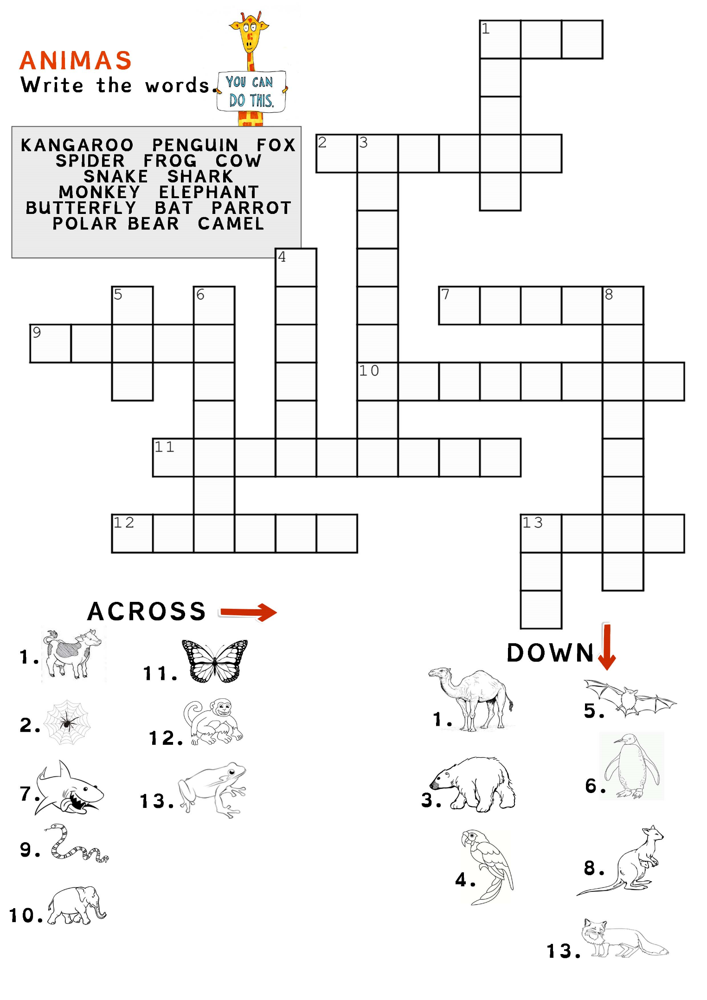 ANIMAS
Write the words.
YOU CAN
DO THIS.
KANGAROO PENGUIN FOX
SPIDER FROG COW
SNAKE SHARK
MONKEY ELEPHANT
BUTTERFLY BAT PARROT
POLAR BEAR CAMEL
1
2 3
4
5 6 7 8
9
10
11
12 13
ACROSS
1.
11.
2.
12.
7.
13.
9.
10.
DOWN
1.
5.
3.
6.
4.
8.
13.